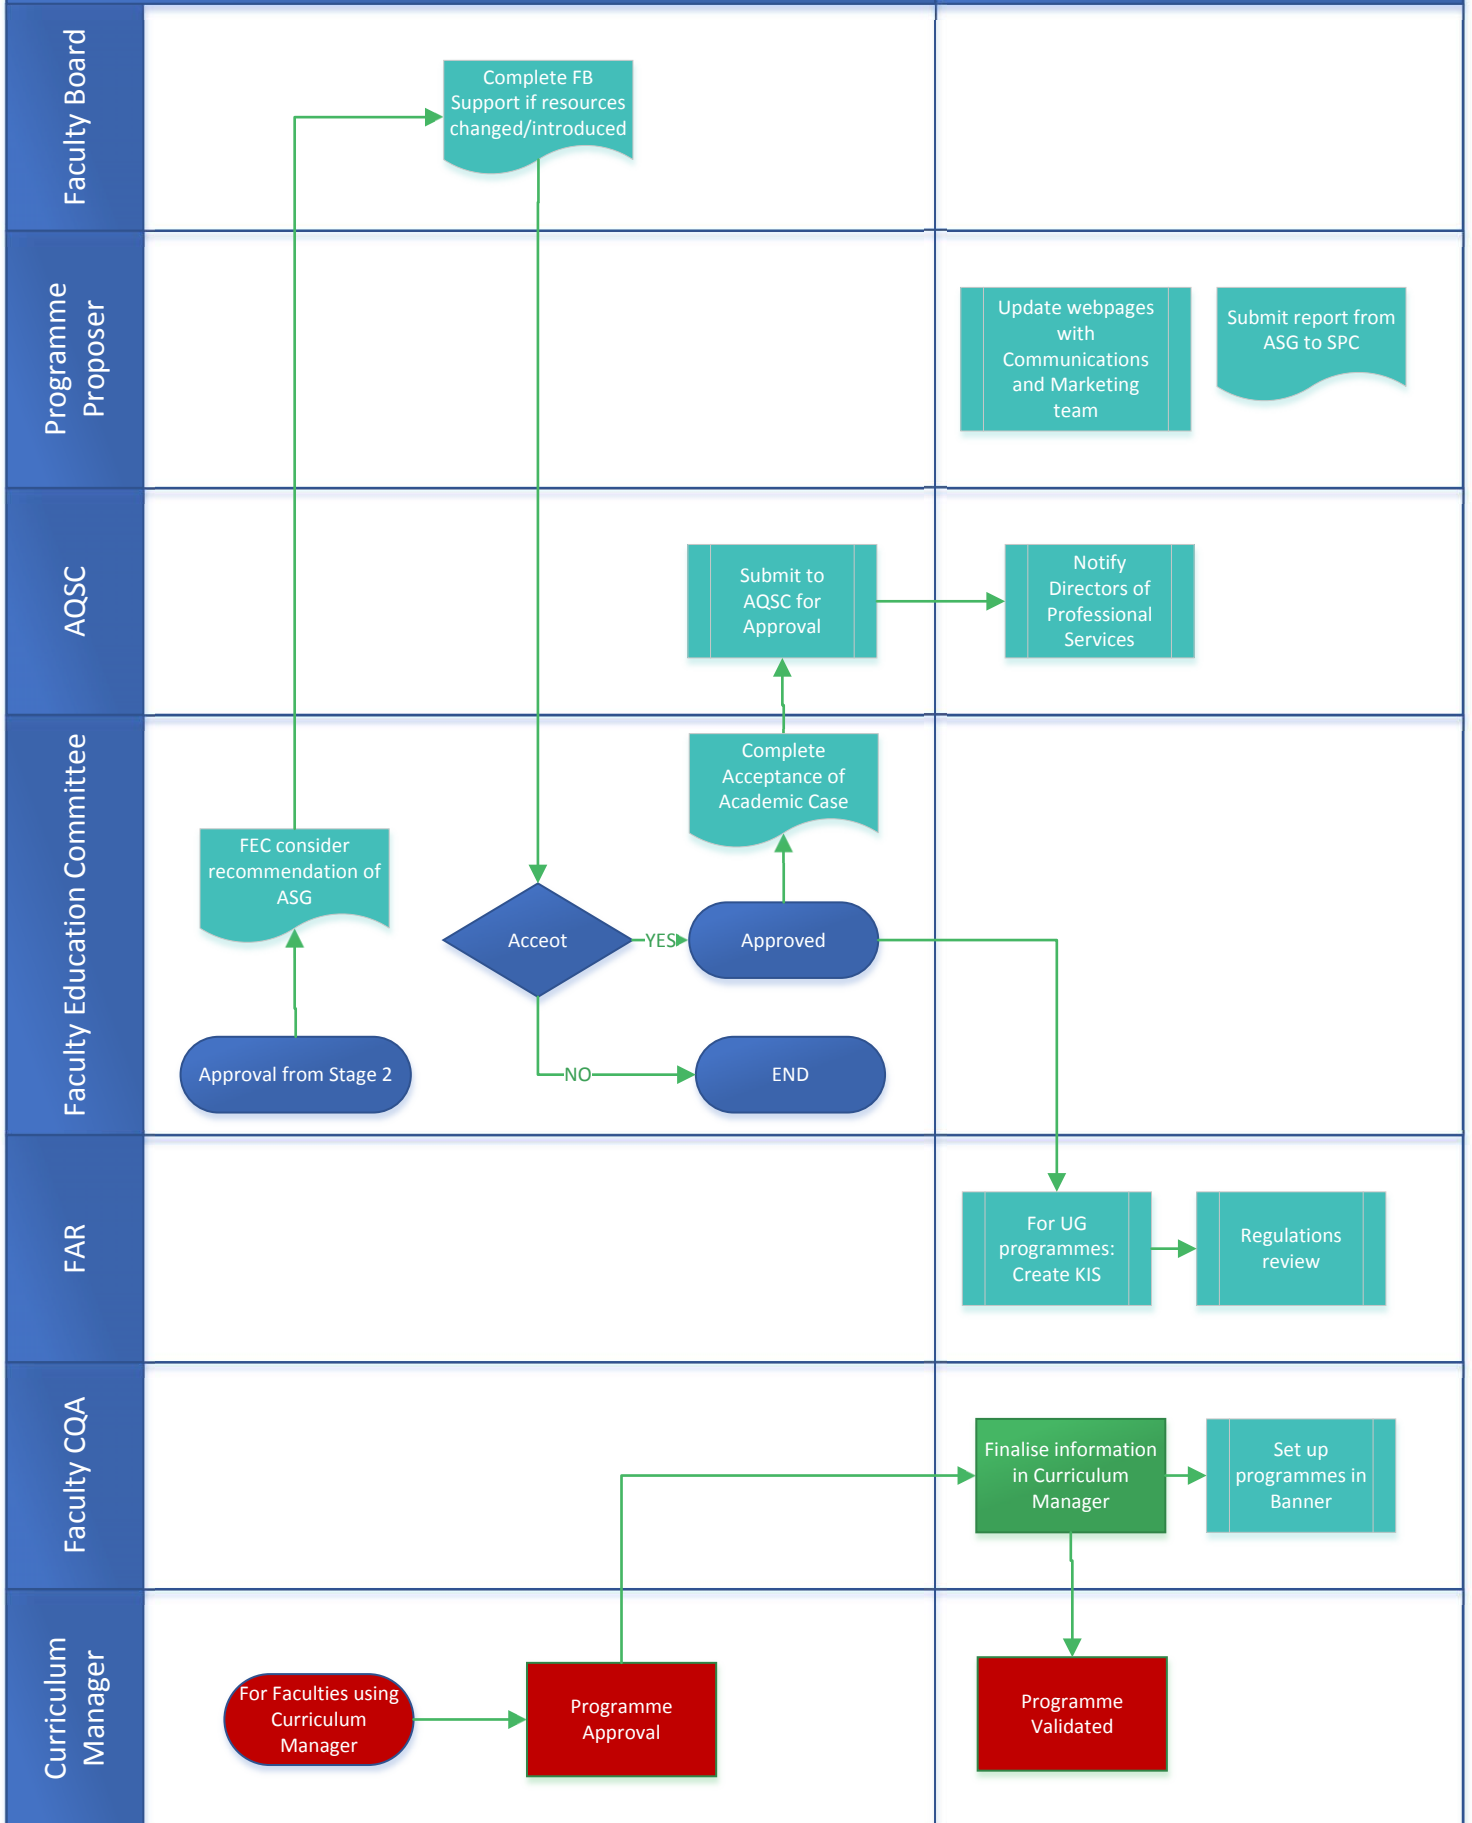 Faculty Board
Complete FB
Support if resources
changed/introduced
Programme
Proposer
Update webpages
with
Communications
and Marketing
team
Submit report from
ASG to SPC
AQSC
Submit to
AQSC for
Approval
Notify
Directors of
Professional
Services
Faculty Education Committee
Complete
Acceptance of
Academic Case
FEC consider
recommendation of
ASG
Acceot
YES
Approved
Approval from Stage 2
NO
END
FAR
For UG
programmes:
Create KIS
Regulations
review
Faculty CQA
Finalise information
in Curriculum
Manager
Set up
programmes in
Banner
Curriculum
Manager
For Faculties using
Curriculum
Manager
Programme
Approval
Programme
Validated